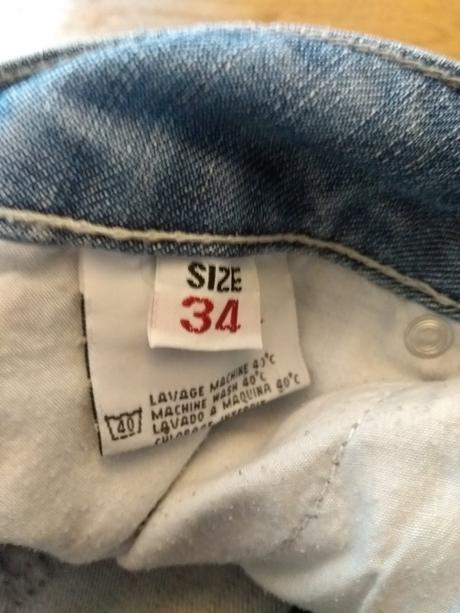 SIZE
34
LAVAGE MACHINE 40°C
MACHINE WASH 40°C
LAVADO A MAQUINA 40°C
40